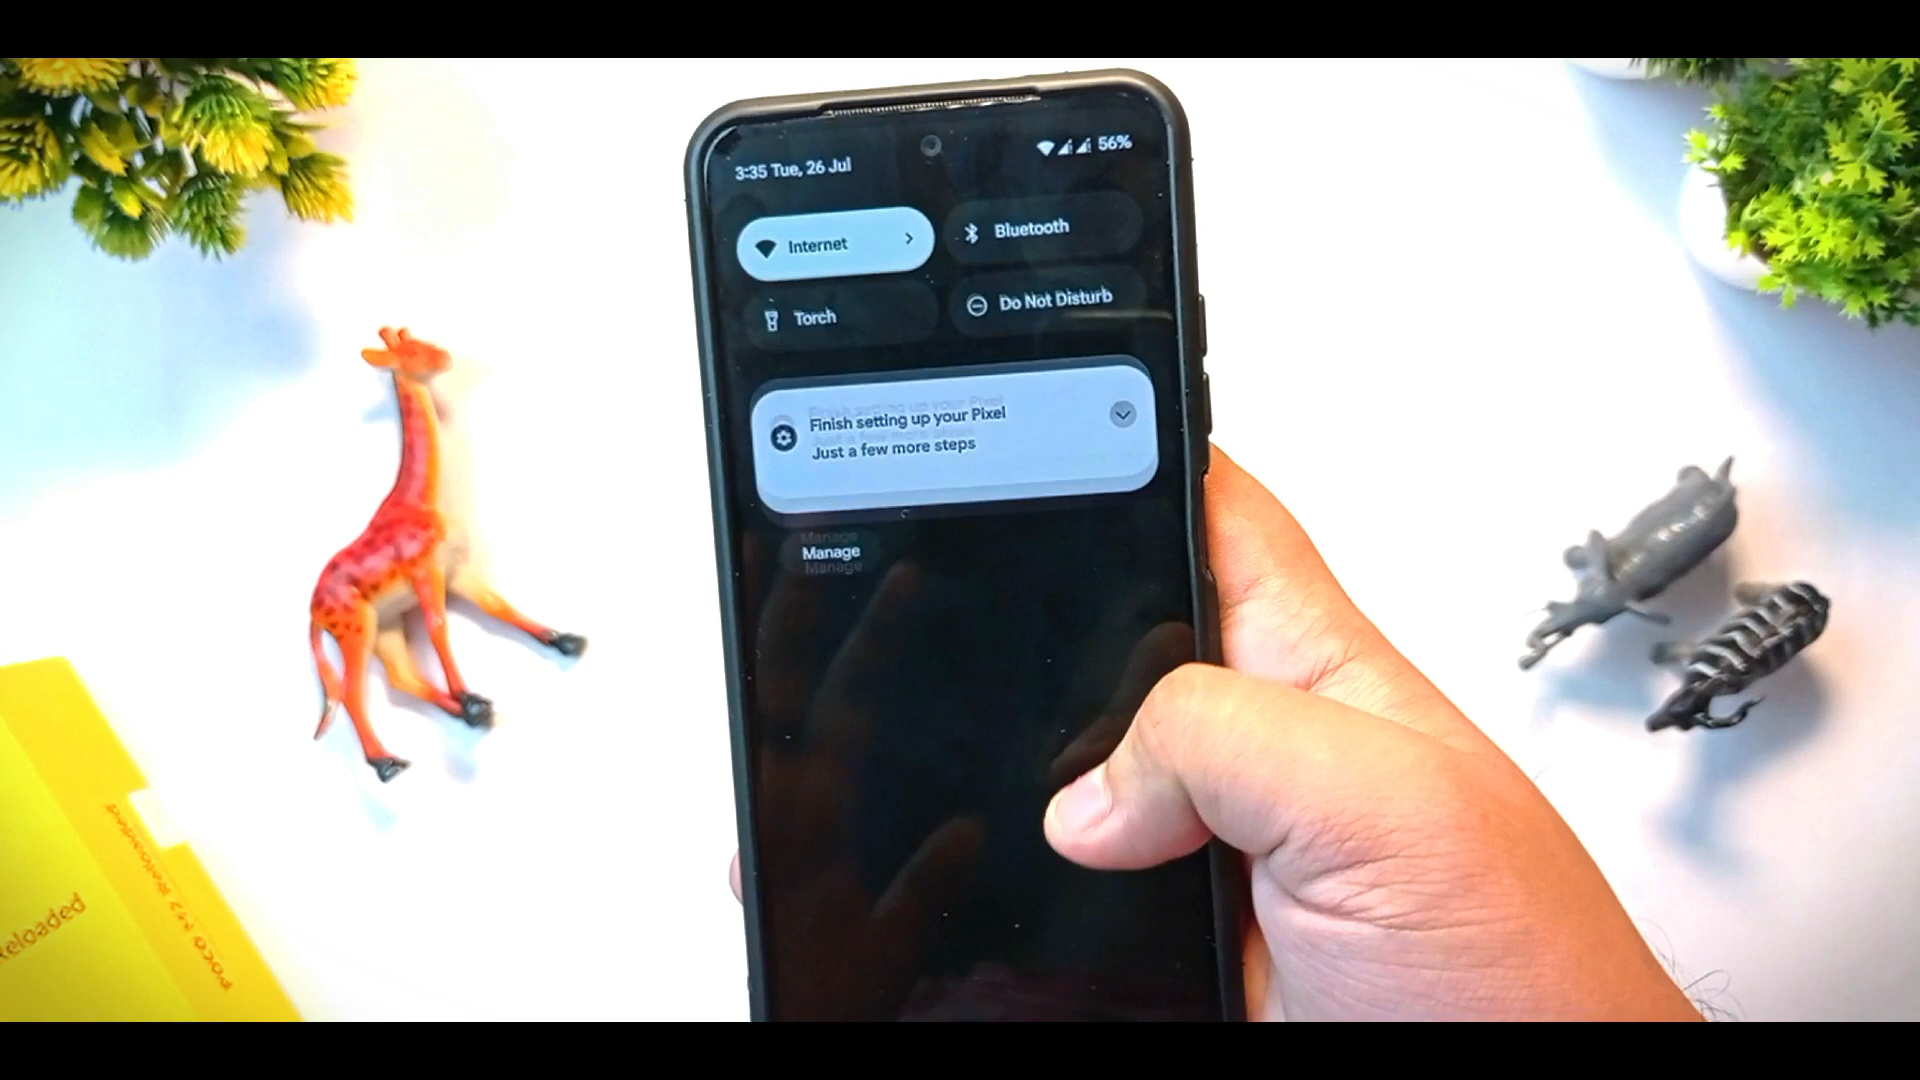 3:35 Tue, 26 Jul
56%
Internet
Bluetooth
Torch
Do Not Disturb
Finish setting up your Pixel
Just a few more steps
Manage
POCO M2 Reloaded
Reloaded